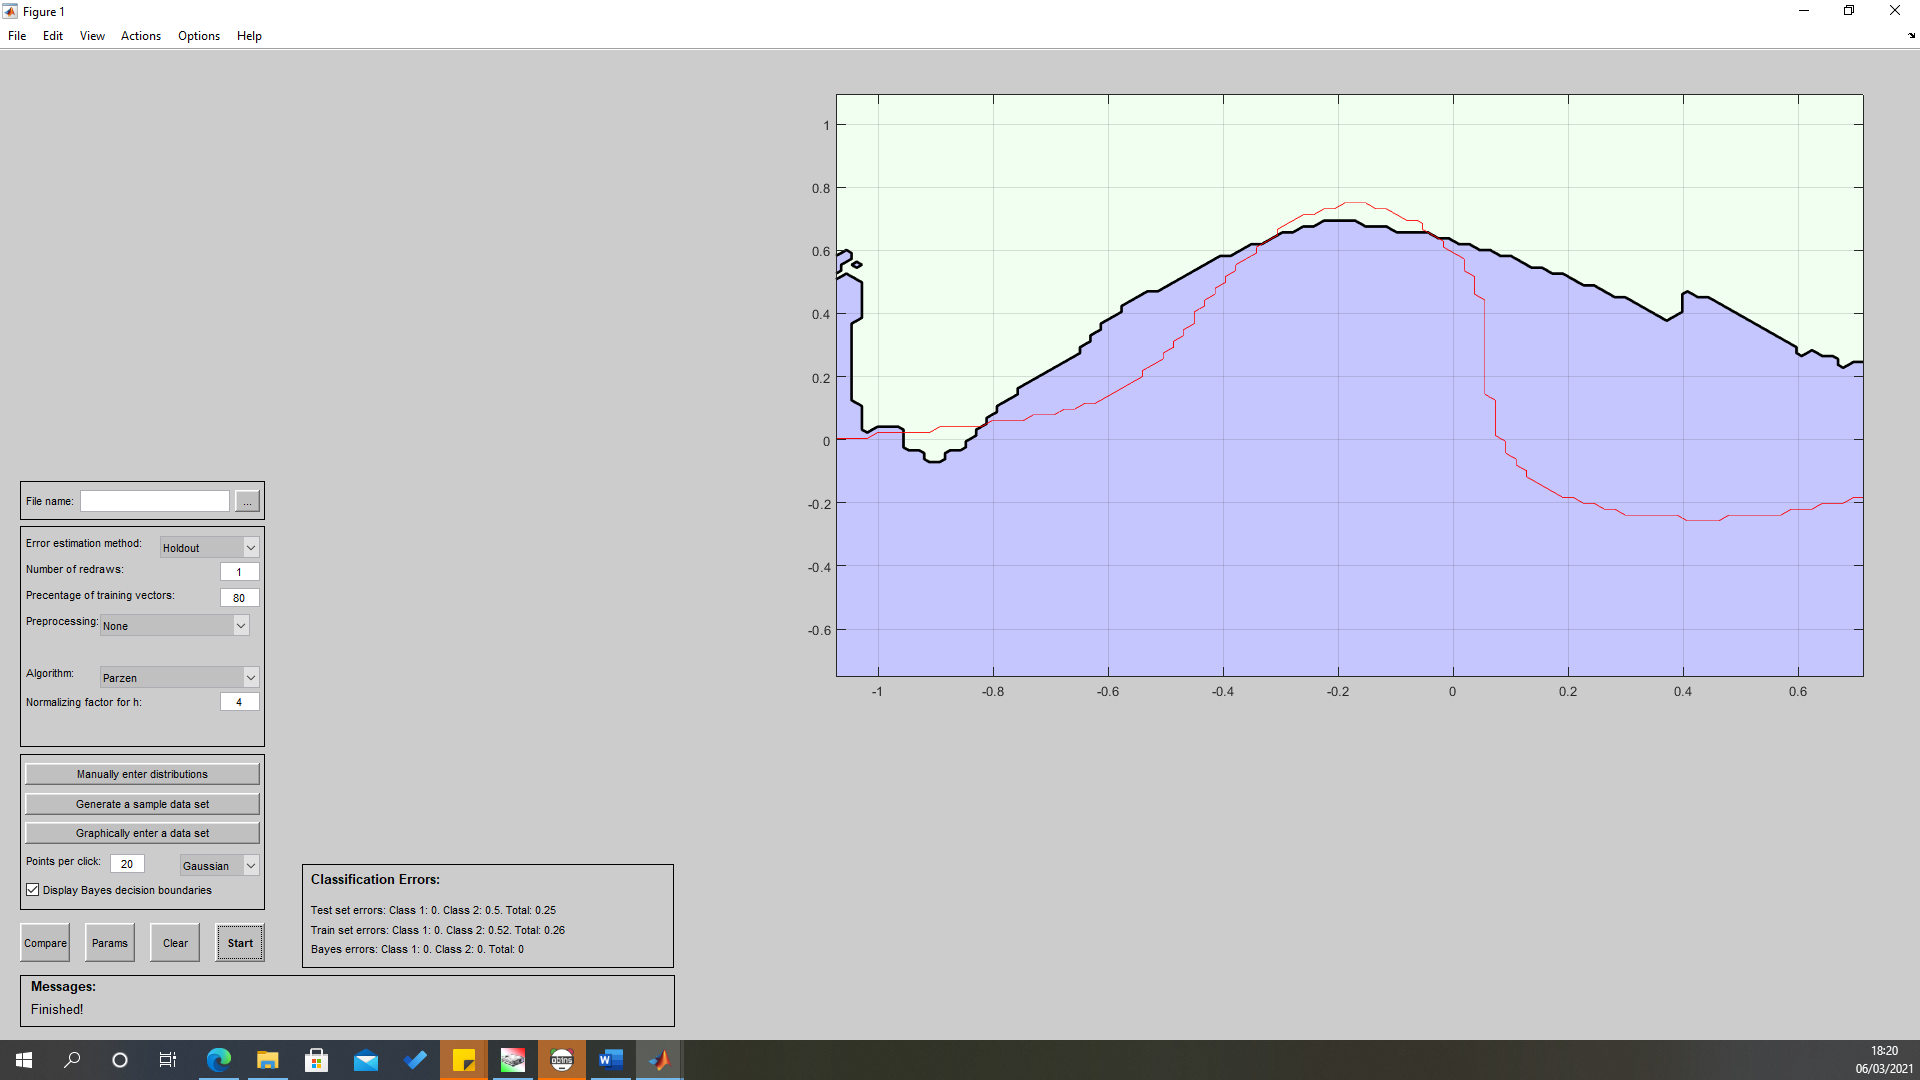 Figure 1
File Edit View Actions Options Help
1
0.8
0.6
0.4
0.2
0
-0.2
-0.4
-0.6
-1 -0.8 -0.6 -0.4 -0.2 0 0.2 0.4 0.6
File name: ...
Error estimation method: Holdout
Number of redraws: 1
Precentage of training vectors: 80
Preprocessing: None
Algorithm: Parzen
Normalizing factor for h: 4
Manually enter distributions
Generate a sample data set
Graphically enter a data set
Points per click: 20 Gaussian
Display Bayes decision boundaries
Compare Params Clear Start
Classification Errors:
Test set errors: Class 1: 0. Class 2: 0.5. Total: 0.25
Train set errors: Class 1: 0. Class 2: 0.52. Total: 0.26
Bayes errors: Class 1: 0. Class 2: 0. Total: 0
Messages:
Finished!
18:20
06/03/2021